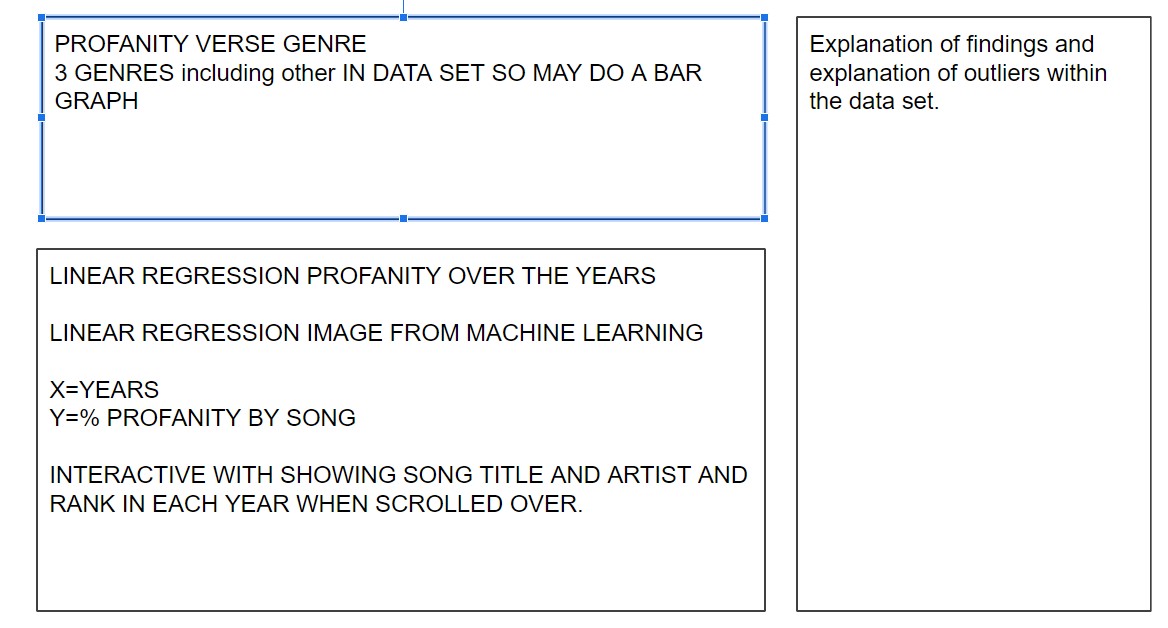 PROFANITY VERSE GENRE
3 GENRES including other IN DATA SET SO MAY DO A BAR
GRAPH
LINEAR REGRESSION PROFANITY OVER THE YEARS
LINEAR REGRESSION IMAGE FROM MACHINE LEARNING
X=YEARS
Y=% PROFANITY BY SONG
INTERACTIVE WITH SHOWING SONG TITLE AND ARTIST AND
RANK IN EACH YEAR WHEN SCROLLED OVER.
Explanation of findings and
explanation of outliers within
the data set.